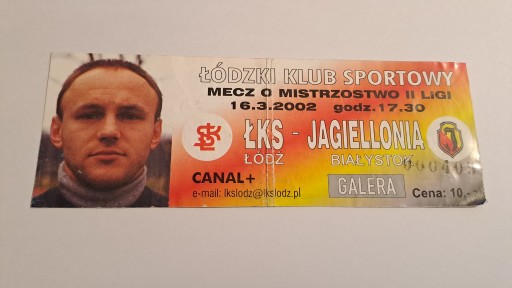 ŁÓDZKI KLUB SPORTOWY
MECZ O MISTRZOSTWO II LIGI
16.3.2002 godz.17.30
ŁKS - JAGIELLONIA
ŁÓDŹ BIAŁYSTOK
CANAL+
GALERA
e-mail: lkslodz@lkslodz.pl
Cena: 10,-